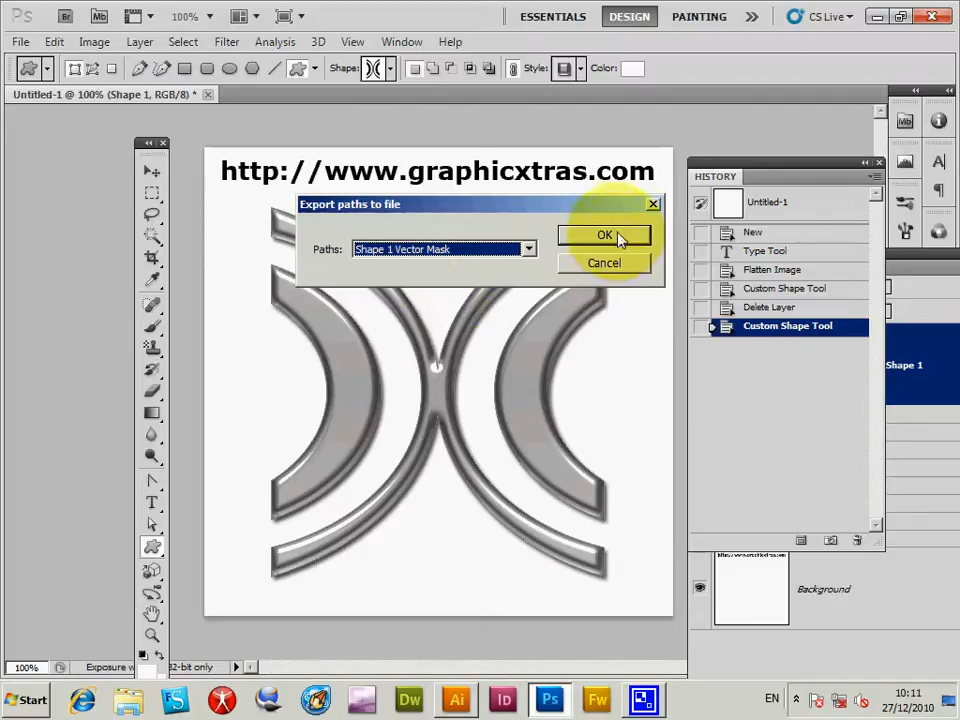 Ps Br Mb 100% ESSENTIALS DESIGN PAINTING CS Live
File Edit Image Layer Select Filter Analysis 3D View Window Help
Shape: Style: Color:
Untitled-1 @ 100% (Shape 1, RGB/8) *
http://www.graphicxtras.com
Export paths to file
Paths: Shape 1 Vector Mask
OK
Cancel
HISTORY
Untitled-1
New
Type Tool
Flatten Image
Custom Shape Tool
Delete Layer
Custom Shape Tool
Shape 1
http://www.graphicxtras.com
Background
100% Exposure w 32-bit only
Start Dw Ai Id Ps Fw EN 10:11
27/12/2010